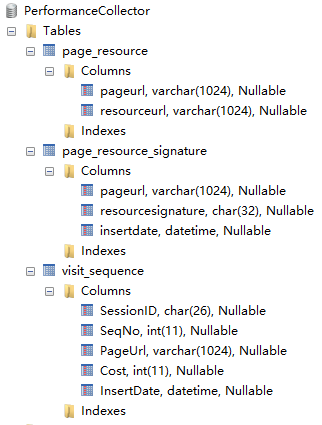 PerformanceCollector
Tables
page_resource
Columns
pageurl, varchar(1024), Nullable
resourceurl, varchar(1024), Nullable
Indexes
page_resource_signature
Columns
pageurl, varchar(1024), Nullable
resourcesignature, char(32), Nullable
insertdate, datetime, Nullable
Indexes
visit_sequence
Columns
SessionID, char(26), Nullable
SeqNo, int(11), Nullable
PageUrl, varchar(1024), Nullable
Cost, int(11), Nullable
InsertDate, datetime, Nullable
Indexes